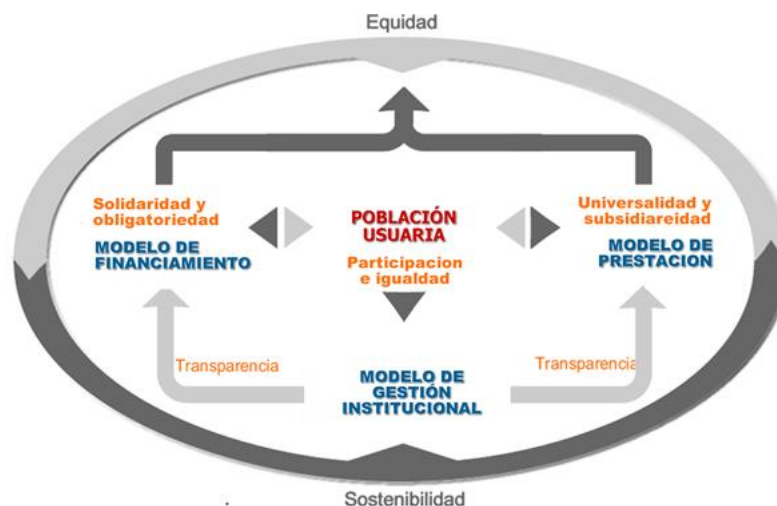 Equidad
Solidaridad y
obligatoriedad
MODELO DE
FINANCIAMIENTO
POBLACIÓN
USUARIA
Participacion
e igualdad
Universalidad y
subsidiareidad
MODELO DE
PRESTACION
Transparencia
MODELO DE
GESTIÓN
INSTITUCIONAL
Transparencia
Sostenibilidad